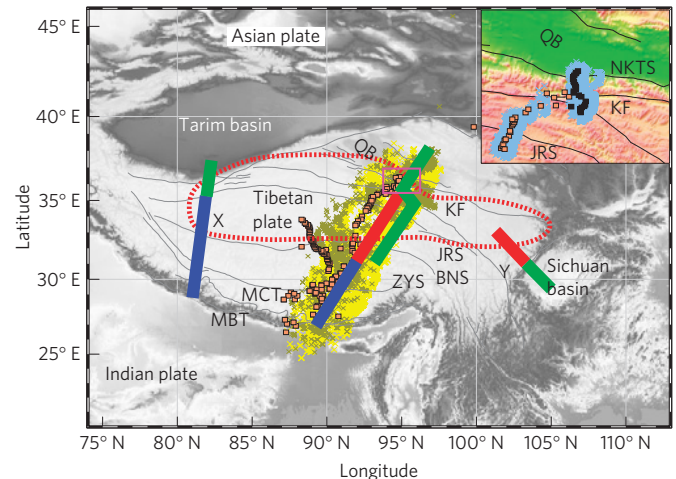 45° E
40° E
35° E
30° E
25° E
Latitude
Asian plate
Tarim basin
QB
Tibetan
plate
X
KF
JRS
BNS
ZYS
Y
Sichuan
basin
MCT
MBT
Indian plate
QB
NKTS
KF
JRS
75° N
80° N
85° N
90° N
95° N
100° N
105° N
110° N
Longitude